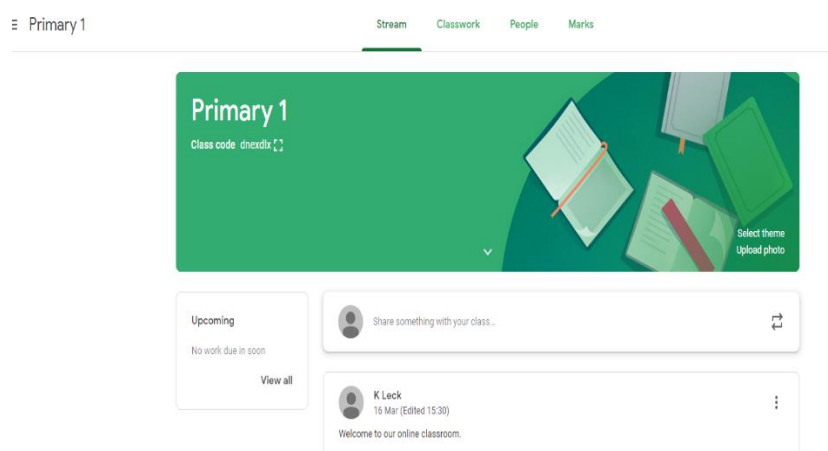 Primary 1
Stream Classwork People Marks
Primary 1
Class code dnexdlx
Select theme
Upload photo
Upcoming
No work due in soon
View all
Share something with your class...
K Leck
16 Mar (Edited 15:30)
Welcome to our online classroom.